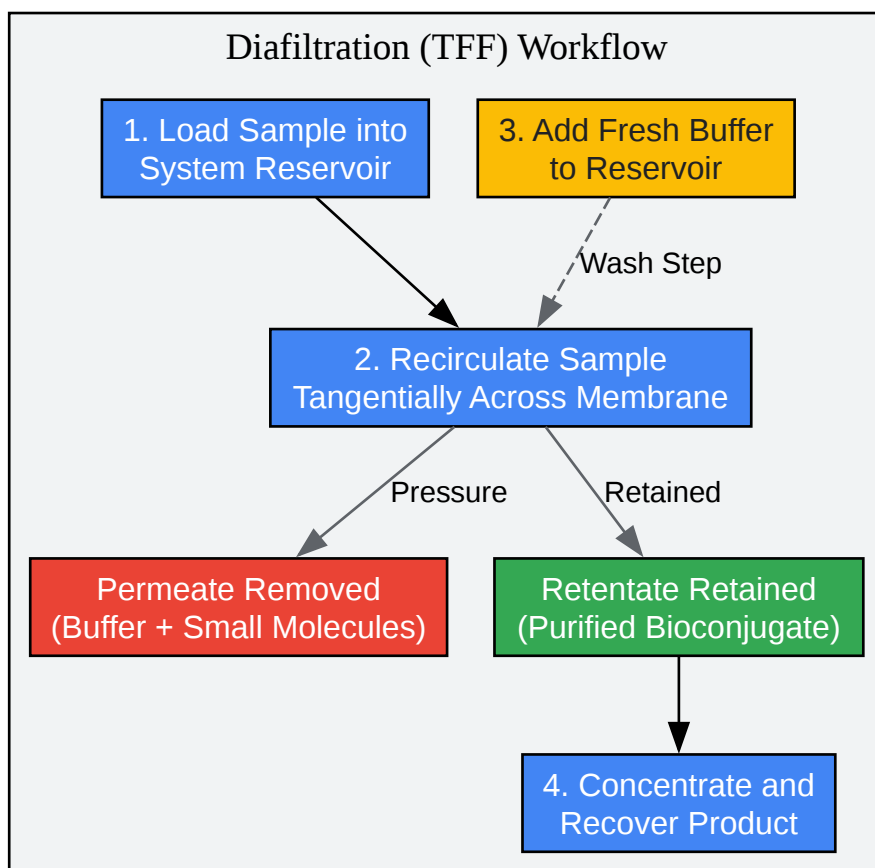 Diafiltration (TFF) Workflow
1. Load Sample into
System Reservoir
3. Add Fresh Buffer
to Reservoir
Wash Step
2. Recirculate Sample
Tangentially Across Membrane
Pressure
Retained
Permeate Removed
(Buffer + Small Molecules)
Retentate Retained
(Purified Bioconjugate)
4. Concentrate and
Recover Product